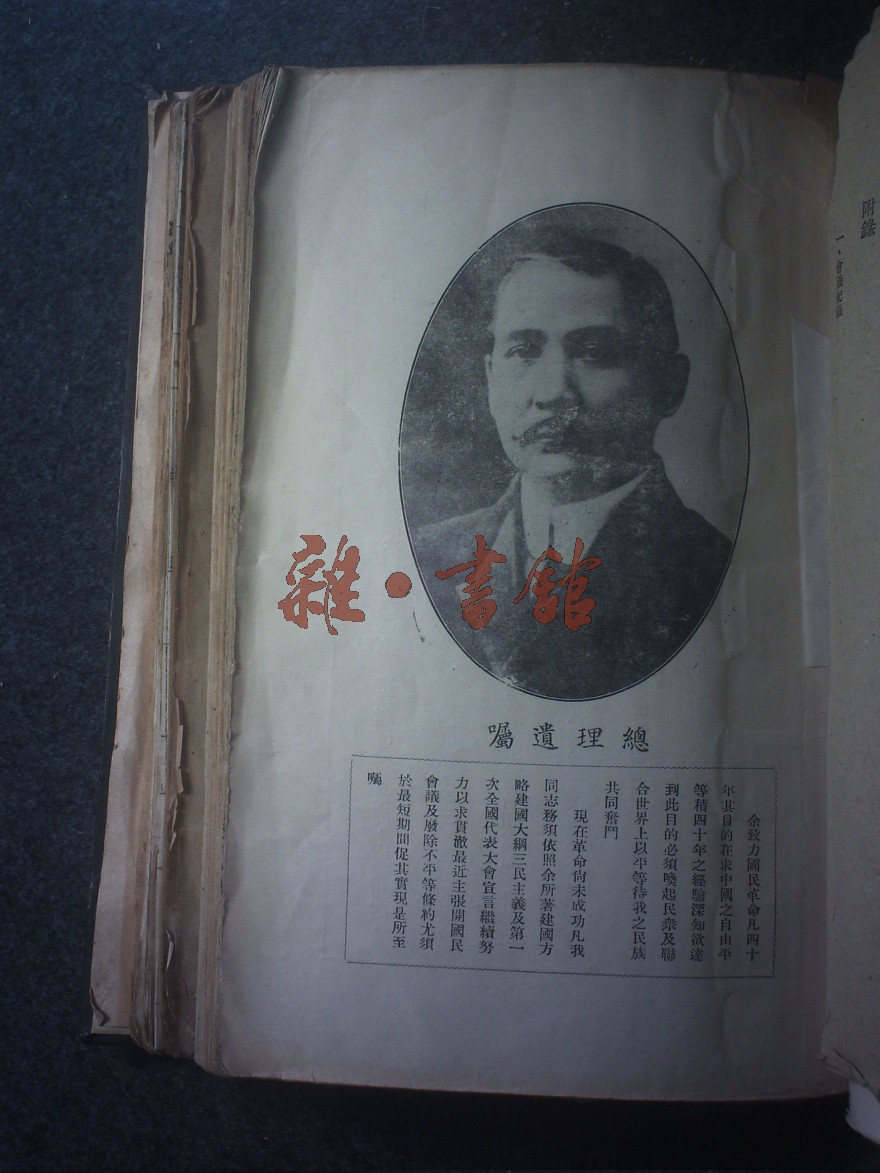 總理遺囑
余致力國民革命凡四十
年其目的在求中國之自由平
等積四十年之經驗深知欲達
到此目的必須喚起民衆及聯
合世界上以平等待我之民族
共同奮鬥
現在革命尙未成功凡我
同志務須依照余所著建國方
略建國大綱三民主義及第一
次全國代表大會宣言繼續努
力以求貫澈最近主張開國民
會議及廢除不平等條約尤須
於最短期間促其實現是所至
囑
附錄
一、會議紀錄
雜·書館